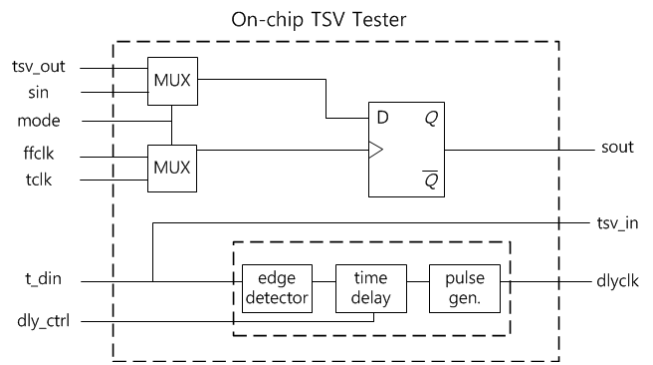 On-chip TSV Tester
tsv_out
MUX
sin
mode
D
Q
ffclk
MUX
sout
tclk
Q
tsv_in
t_din
edge
detector
time
delay
pulse
gen.
dlyclk
dly_ctrl